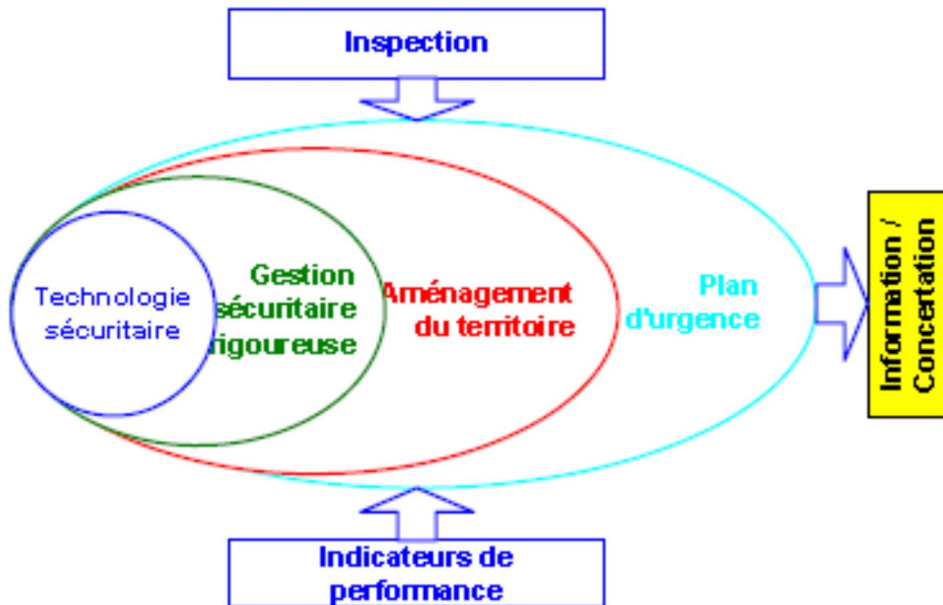 Inspection
Technologie
sécuritaire
Gestion
sécuritaire
rigoureuse
Aménagement
du territoire
Plan
d'urgence
Information /
Concertation
Indicateurs de
performance